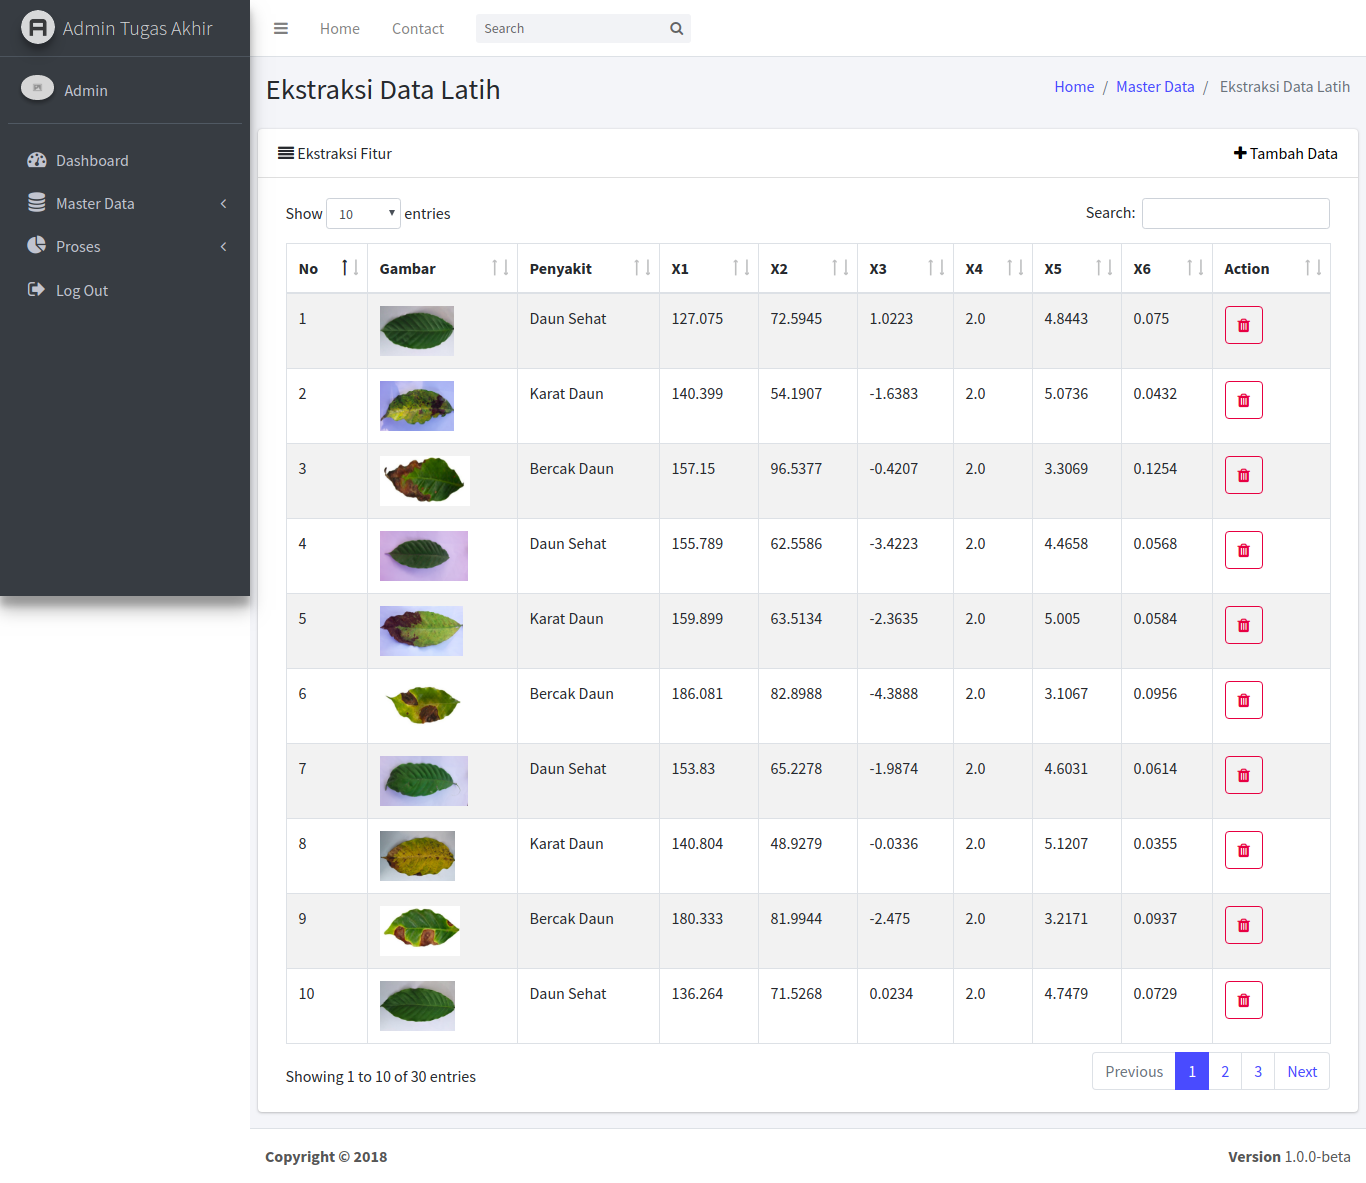 Admin Tugas Akhir
Home Contact Search
Admin
Ekstraksi Data Latih
Home / Master Data / Ekstraksi Data Latih
Dashboard
Master Data
Proses
Log Out
Ekstraksi Fitur
Tambah Data
Show 10 entries
Search:
No Gambar Penyakit X1 X2 X3 X4 X5 X6 Action
1 Daun Sehat 127.075 72.5945 1.0223 2.0 4.8443 0.075
2 Karat Daun 140.399 54.1907 -1.6383 2.0 5.0736 0.0432
3 Bercak Daun 157.15 96.5377 -0.4207 2.0 3.3069 0.1254
4 Daun Sehat 155.789 62.5586 -3.4223 2.0 4.4658 0.0568
5 Karat Daun 159.899 63.5134 -2.3635 2.0 5.005 0.0584
6 Bercak Daun 186.081 82.8988 -4.3888 2.0 3.1067 0.0956
7 Daun Sehat 153.83 65.2278 -1.9874 2.0 4.6031 0.0614
8 Karat Daun 140.804 48.9279 -0.0336 2.0 5.1207 0.0355
9 Bercak Daun 180.333 81.9944 -2.475 2.0 3.2171 0.0937
10 Daun Sehat 136.264 71.5268 0.0234 2.0 4.7479 0.0729
Showing 1 to 10 of 30 entries
Previous 1 2 3 Next
Copyright © 2018
Version 1.0.0-beta